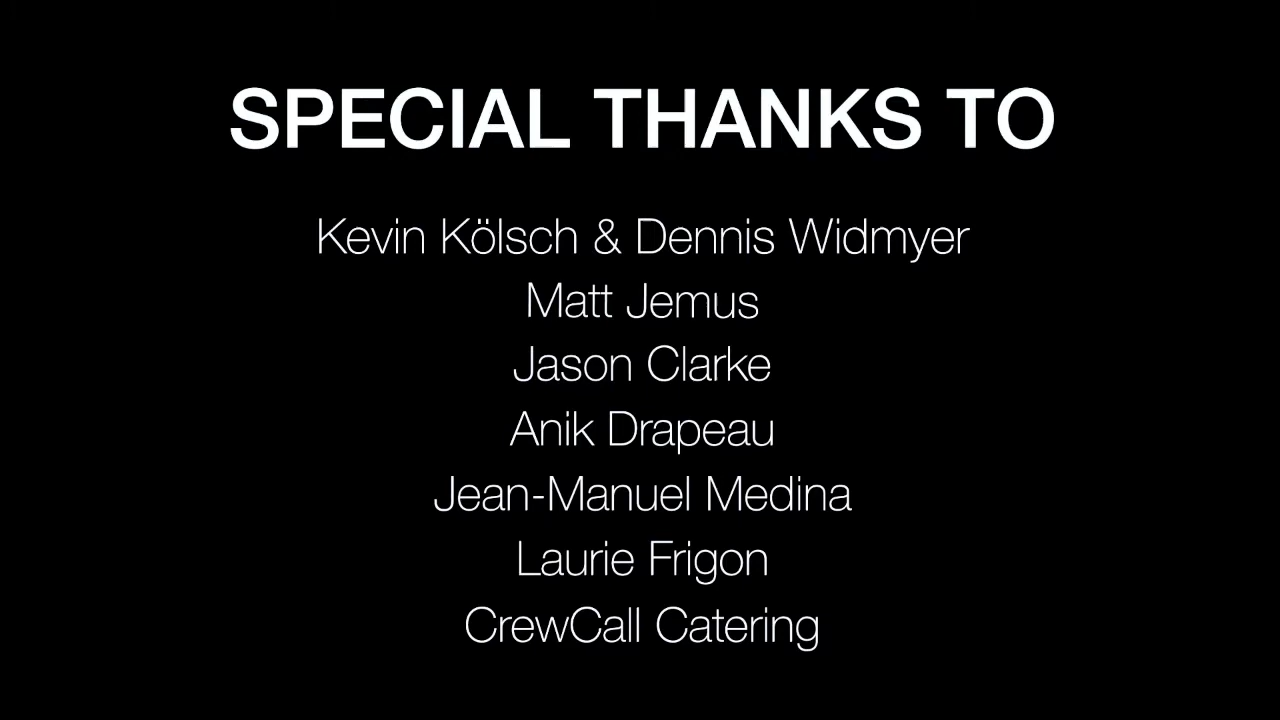 SPECIAL THANKS TO
Kevin Kölsch & Dennis Widmyer
Matt Jemus
Jason Clarke
Anik Drapeau
Jean-Manuel Medina
Laurie Frigon
CrewCall Catering